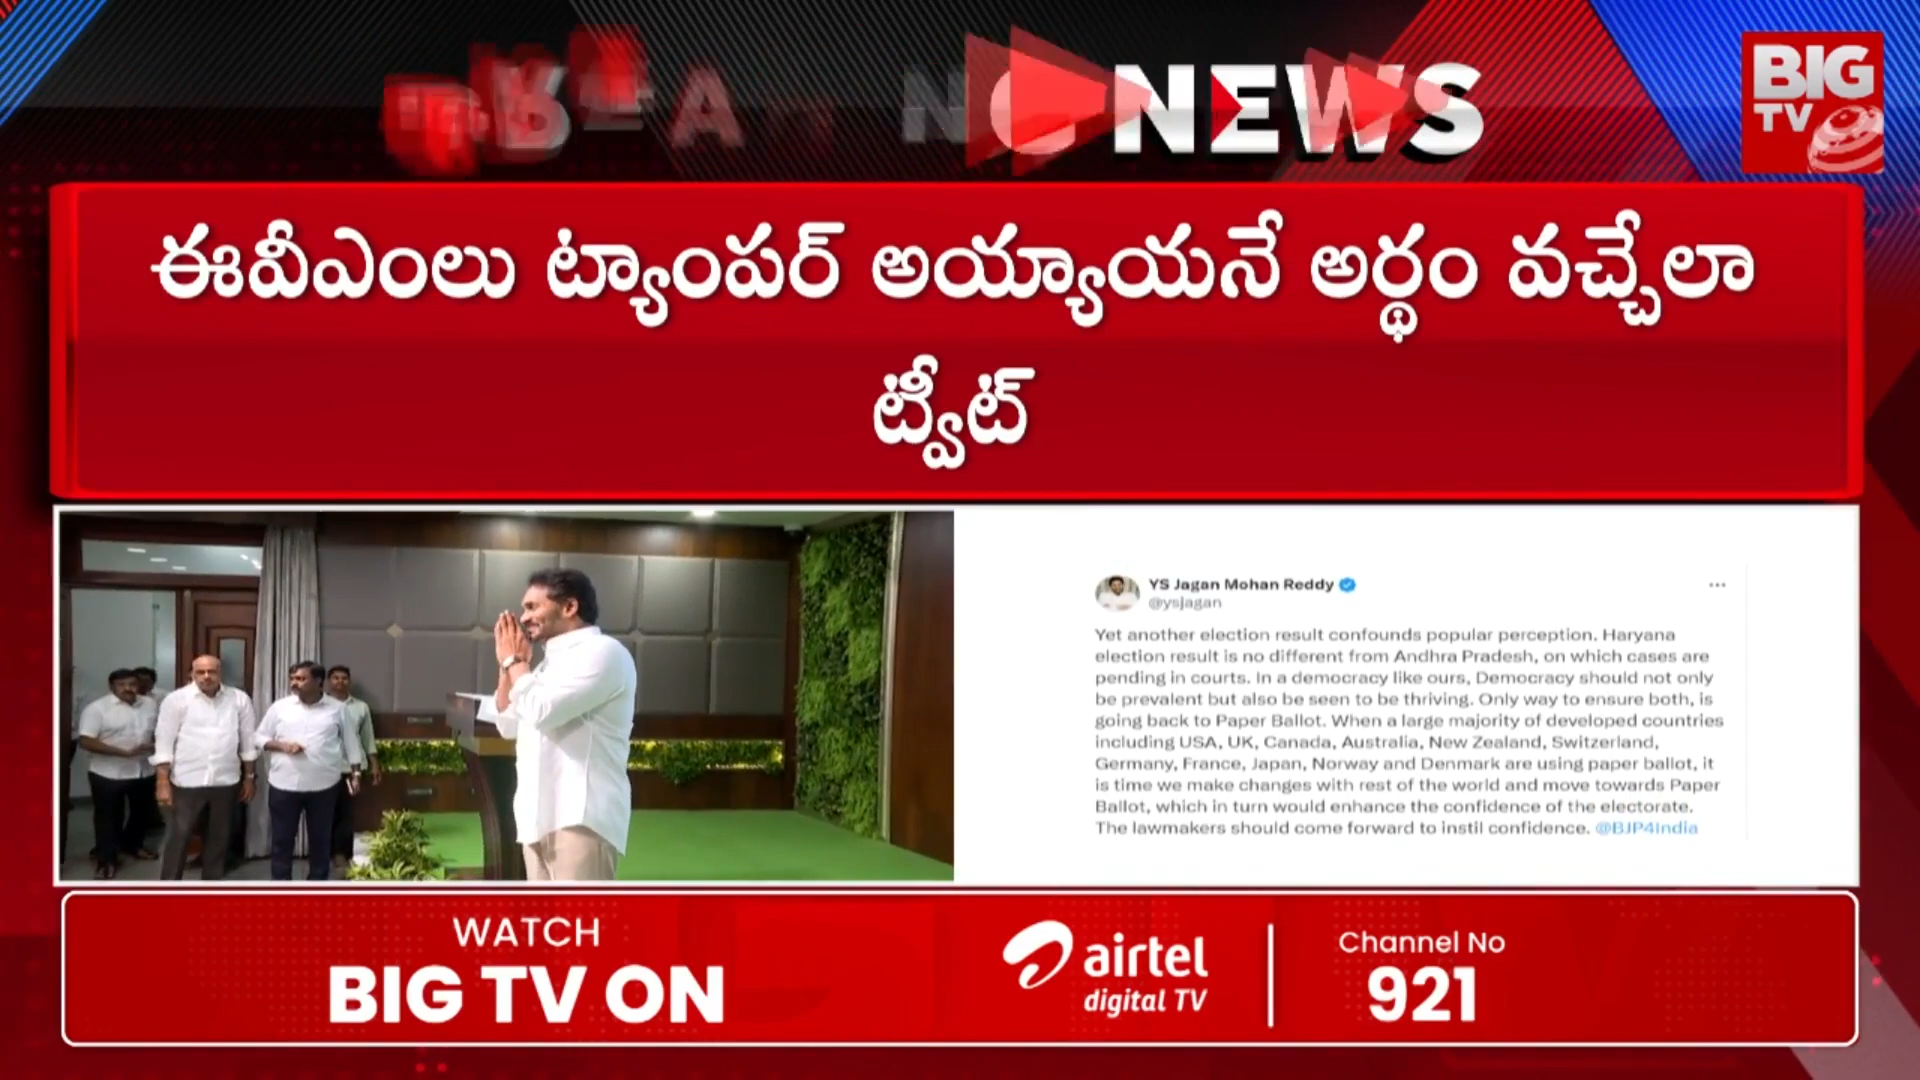 NEWS
BIG
TV
ఈవీఎంలు ట్యాంపర్ అయ్యాయనే అర్థం వచ్చేలా
ట్వీట్
YS Jagan Mohan Reddy
@ysjagan
Yet another election result confounds popular perception. Haryana
election result is no different from Andhra Pradesh, on which cases are
pending in courts. In a democracy like ours, Democracy should not only
be prevalent but also be seen to be thriving. Only way to ensure both, is
going back to Paper Ballot. When a large majority of developed countries
including USA, UK, Canada, Australia, New Zealand, Switzerland,
Germany, France, Japan, Norway and Denmark are using paper ballot, it
is time we make changes with rest of the world and move towards Paper
Ballot, which in turn would enhance the confidence of the electorate.
The lawmakers should come forward to instil confidence. @BJP4India
WATCH
BIG TV ON
airtel
digital TV
Channel No
921